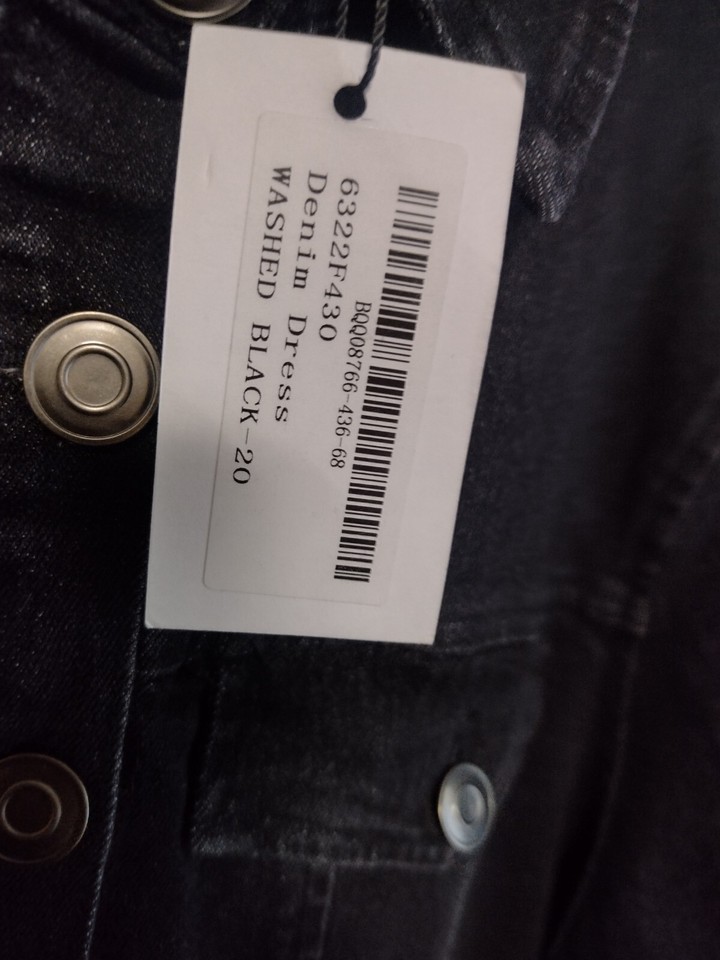 BQQ08766-436-68
6322F430
Denim Dress
WASHED BLACK-20